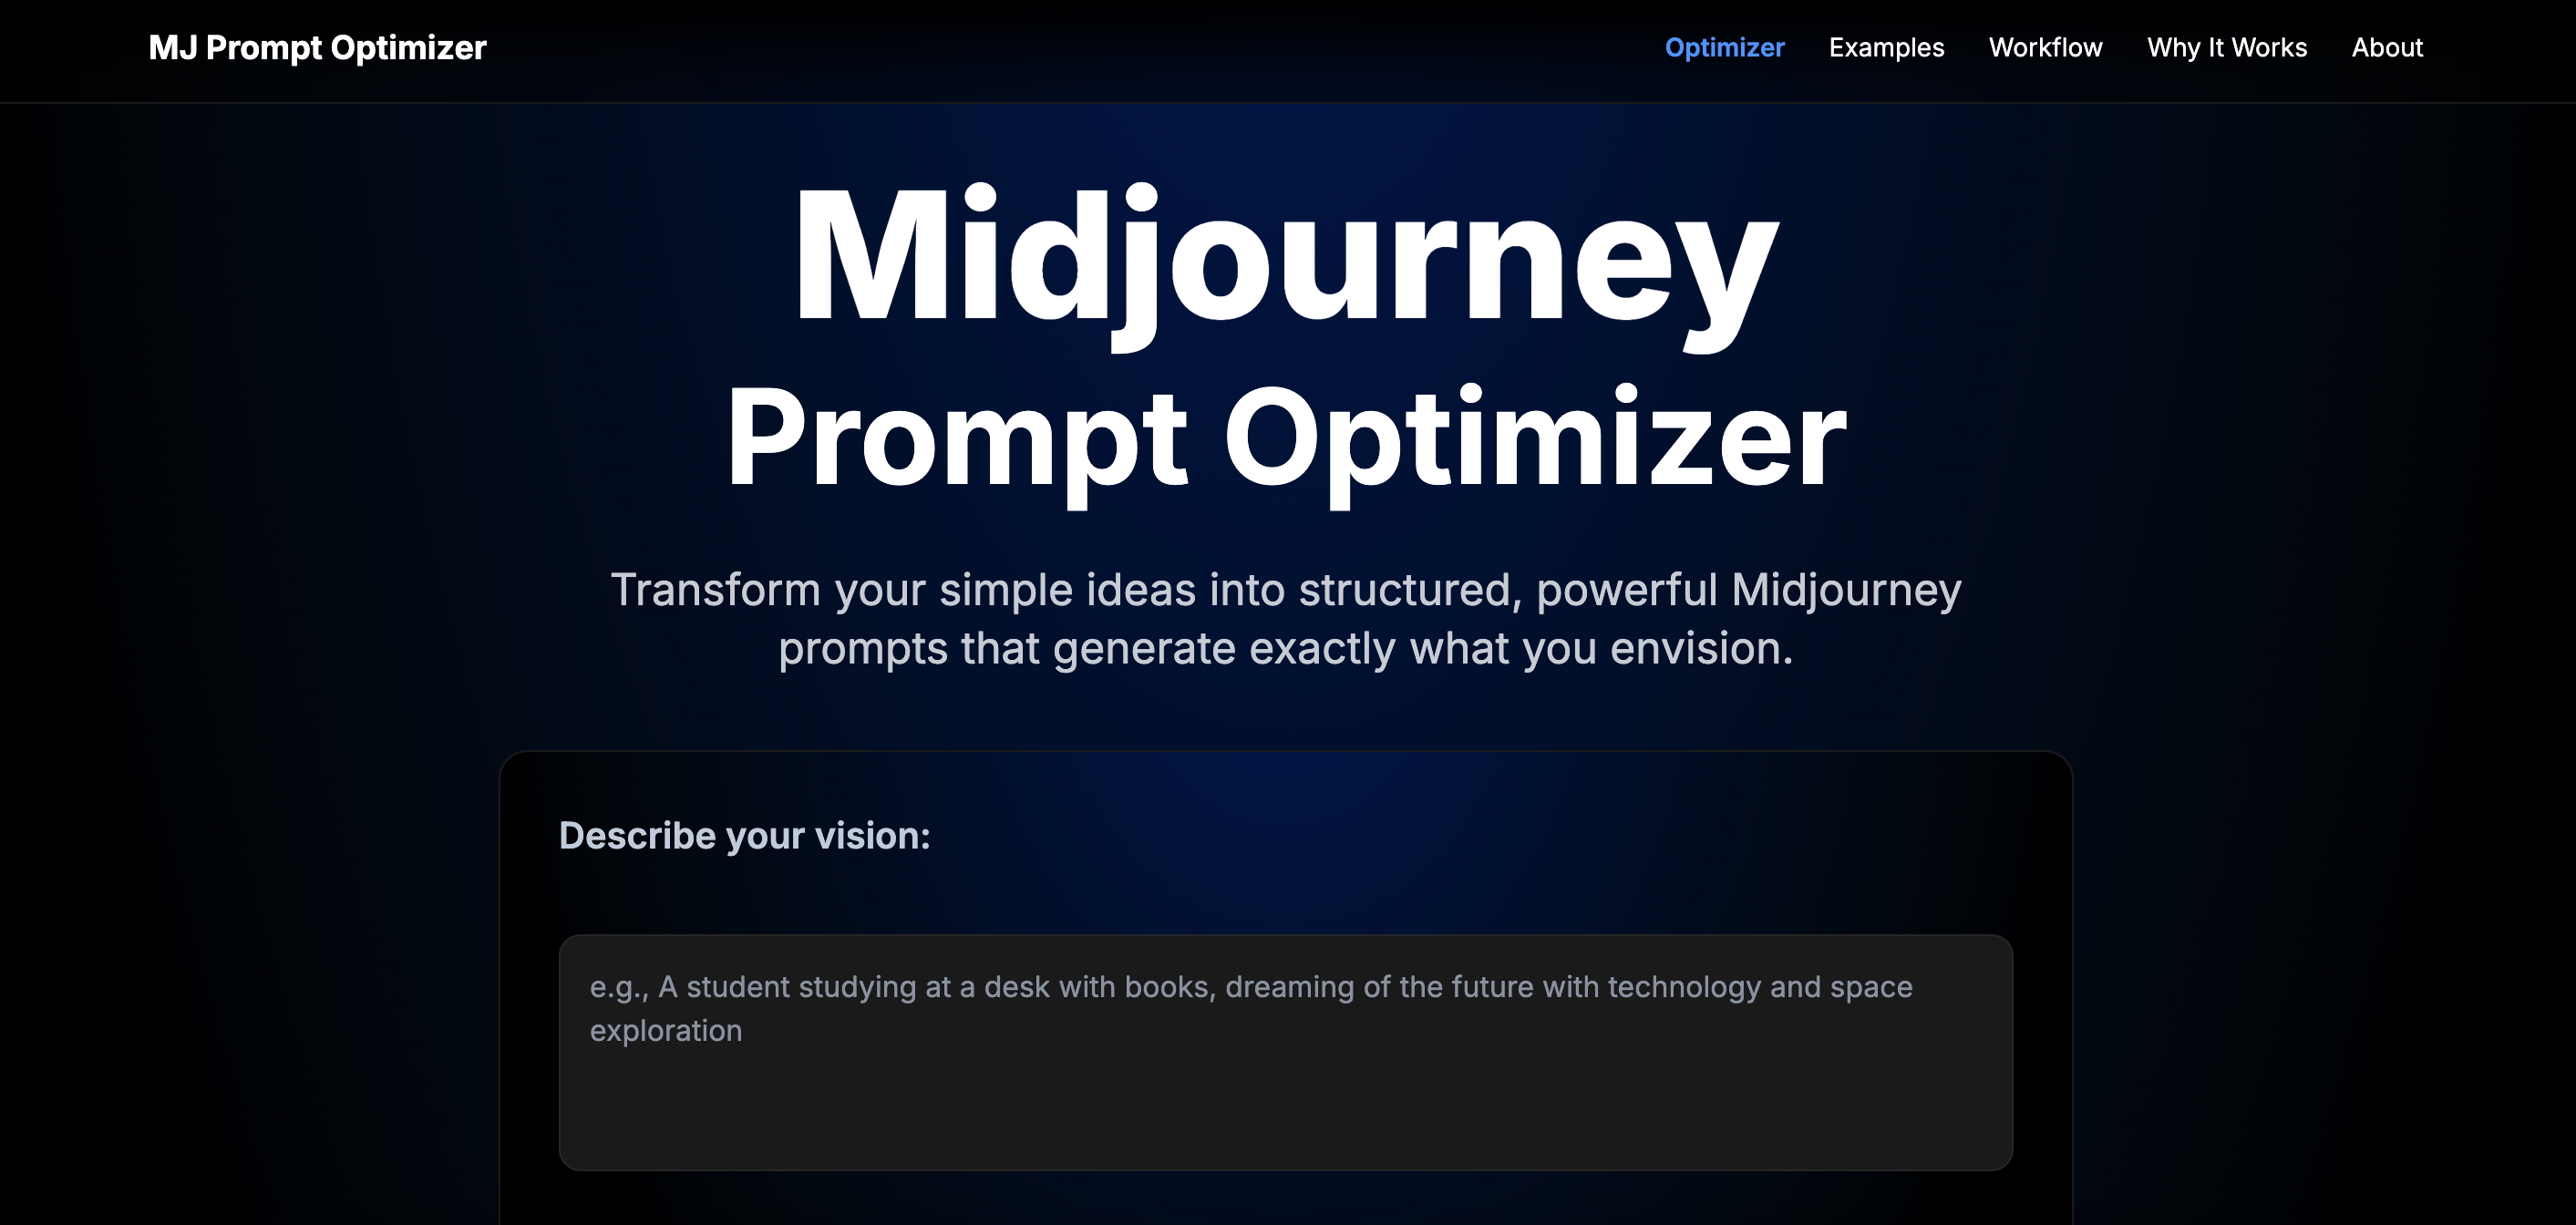 MJ Prompt Optimizer
Optimizer
Examples
Workflow
Why It Works
About
Midjourney
Prompt Optimizer
Transform your simple ideas into structured, powerful Midjourney
prompts that generate exactly what you envision.
Describe your vision:
e.g., A student studying at a desk with books, dreaming of the future with technology and space
exploration